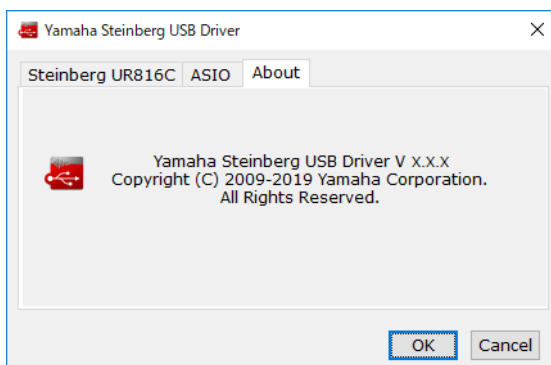 Yamaha Steinberg USB Driver
Steinberg UR816C ASIO About
Yamaha Steinberg USB Driver V X.X.X
Copyright (C) 2009-2019 Yamaha Corporation.
All Rights Reserved.
OK Cancel